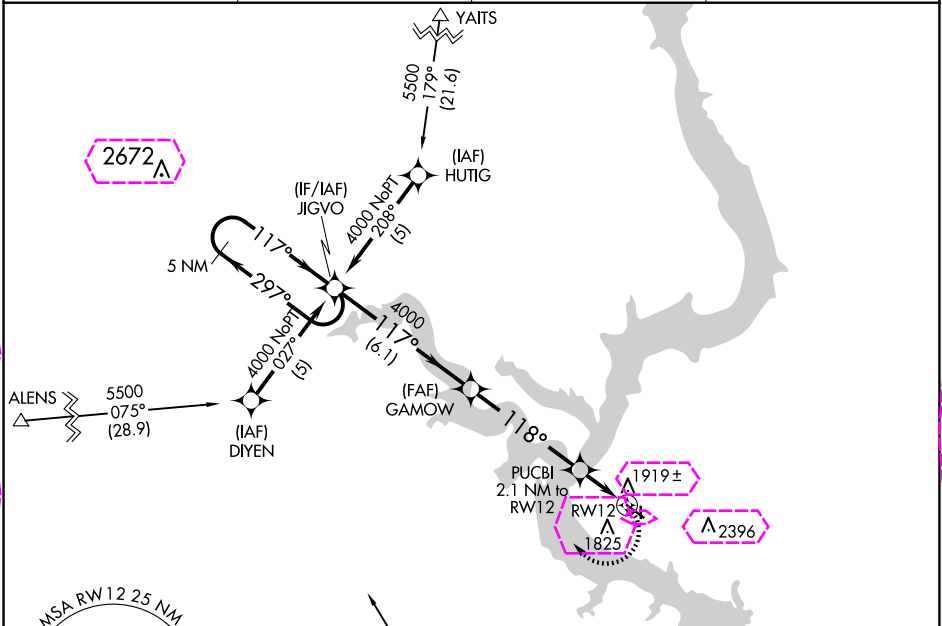 YAITS
5500
179°
(21.6)
2672
(IAF)
HUTIG
(IF/IAF)
JIGVO
4000 NoPT
208°
(5)
117°
5 NM
297°
4000
117°
(6.1)
4000 NoPT
027°
(5)
ALENS
5500
075°
(28.9)
(IAF)
DIYEN
(FAF)
GAMOW
118°
PUCBI
2.1 NM to
RW12
1919±
RW12
1825
2396
MSA RW12 25 NM